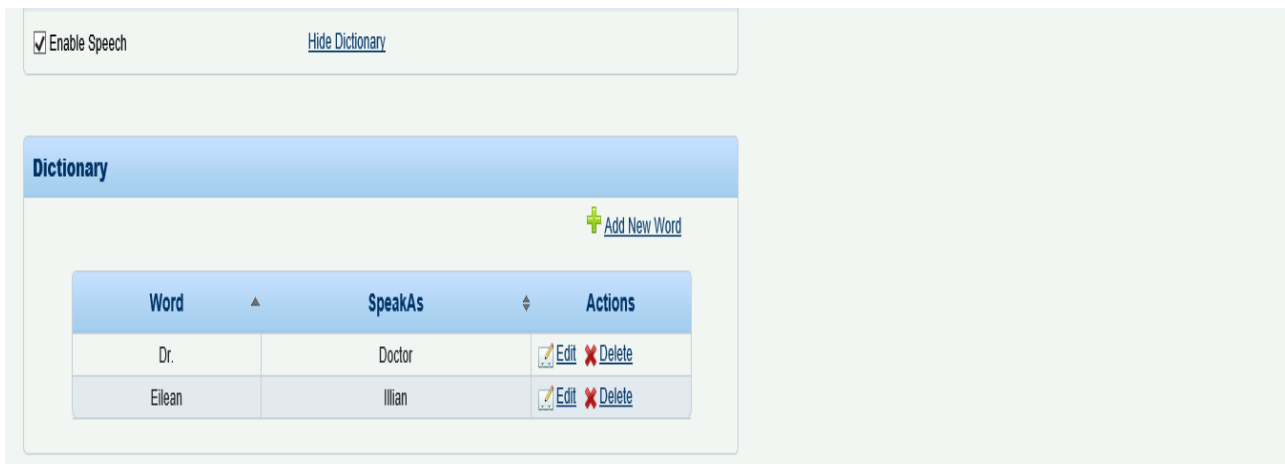 Enable Speech Hide Dictionary
Dictionary
Add New Word
Word SpeakAs Actions
Dr. Doctor Edit Delete
Eilean Illian Edit Delete